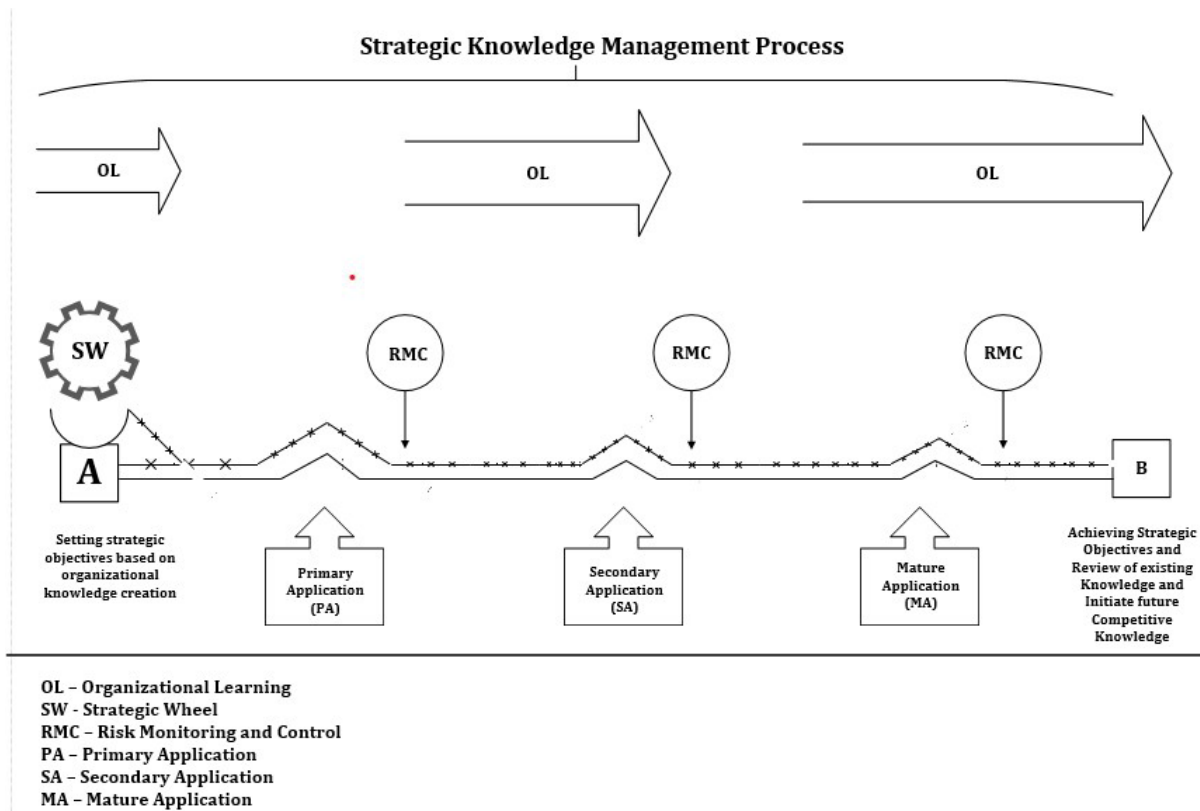 Strategic Knowledge Management Process
OL
OL
OL
SW
RMC
RMC
RMC
A
B
Setting strategic
objectives based on
organizational
knowledge creation
Primary
Application
(PA)
Secondary
Application
(SA)
Mature
Application
(MA)
Achieving Strategic
Objectives and
Review of existing
Knowledge and
Initiate future
Competitive
Knowledge
OL – Organizational Learning
SW - Strategic Wheel
RMC – Risk Monitoring and Control
PA – Primary Application
SA – Secondary Application
MA – Mature Application